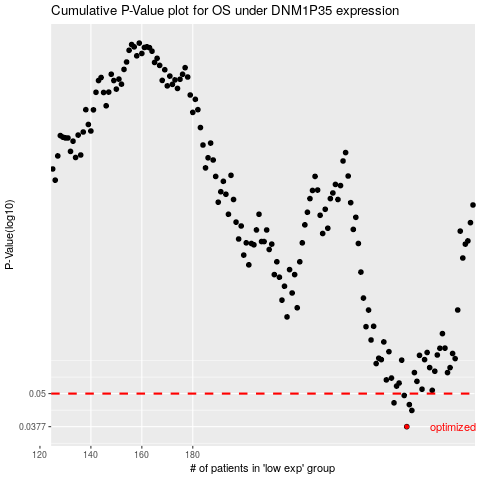 Cumulative P-Value plot for OS under DNM1P35 expression
P-Value(log10)
0.05
0.0377
optimized
120 140 160 180
# of patients in 'low exp' group